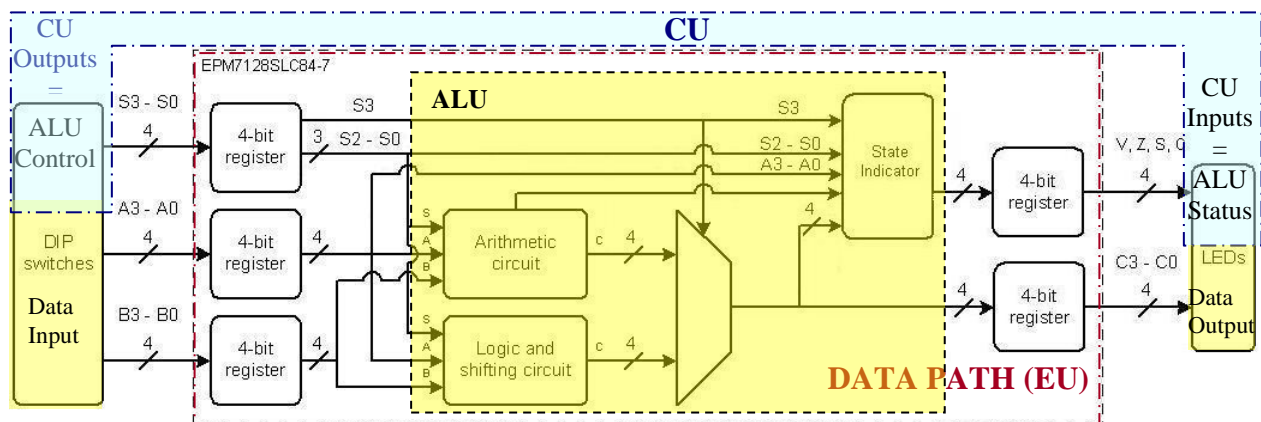 CU
Outputs
=
ALU
Control
DIP
switches
Data
Input
S3 - S0
4
A3 - A0
4
B3 - B0
4
CU
EPM7128SLC84-7
4-bit
register
4-bit
register
4-bit
register
S3
3
S2 - S0
4
4
ALU
S
A
B
Arithmetic
circuit
c
4
S
A
B
Logic and
shifting circuit
c
4
S3
S2 - S0
A3 - A0
4
State
Indicator
4
4
4-bit
register
4-bit
register
DATA PATH (EU)
V, Z, S, C
4
C3 - C0
4
CU
Inputs
=
ALU
Status
LEDs
Data
Output